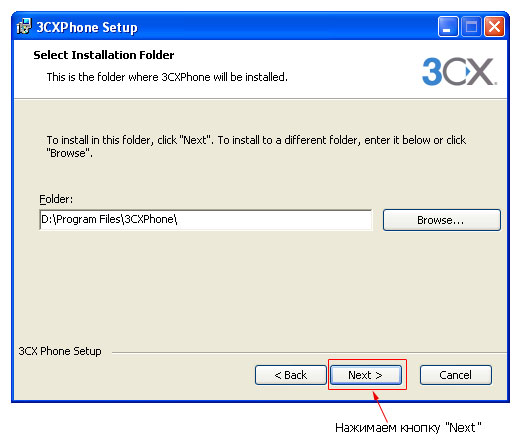 3CXPhone Setup
Select Installation Folder
This is the folder where 3CXPhone will be installed.
3CX
To install in this folder, click "Next". To install to a different folder, enter it below or click
"Browse".
Folder:
D:\Program Files\3CXPhone\
Browse...
3CX Phone Setup
< Back
Next >
Cancel
Нажимаем кнопку "Next"